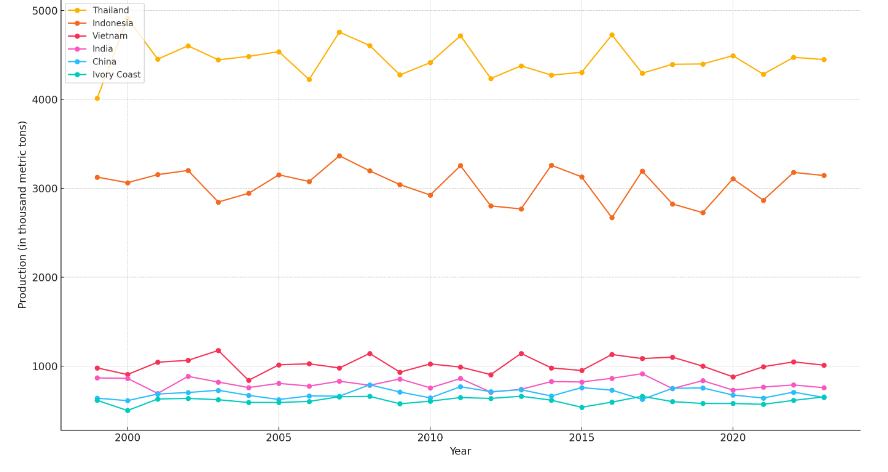 5000
Thailand
Indonesia
Vietnam
India
China
Ivory Coast
4000
3000
2000
1000
Production (in thousand metric tons)
2000 2005 2010 2015 2020
Year